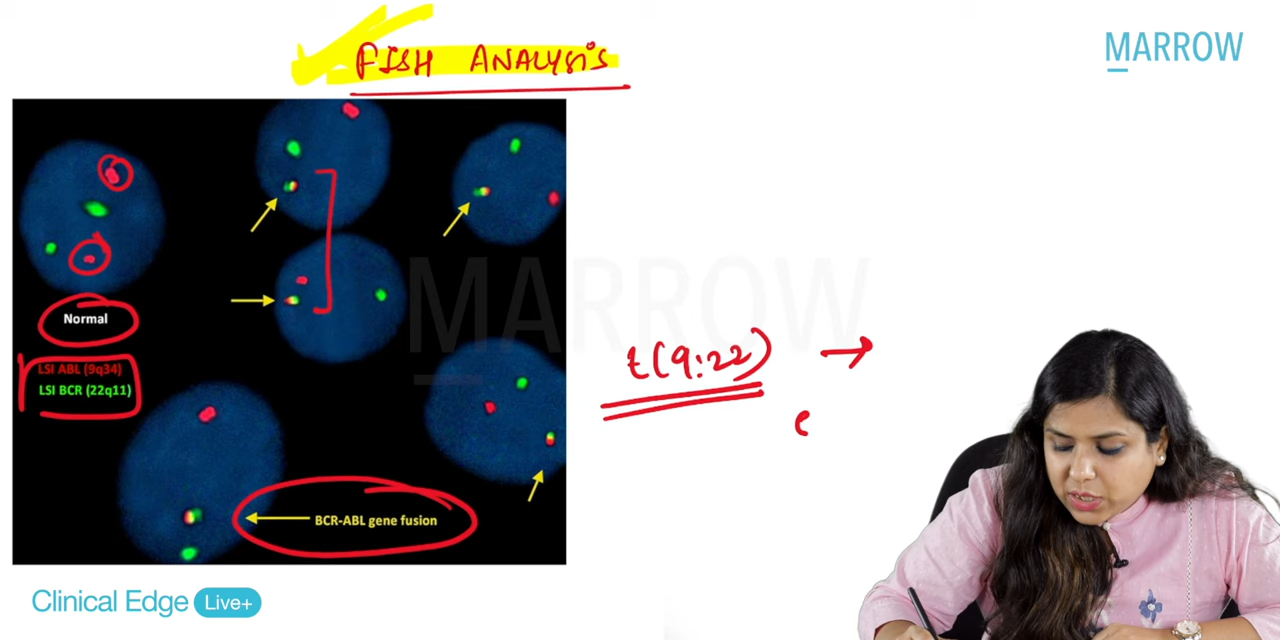 FISH ANALYSIS
MARROW
Normal
LSI ABL (9q34)
LSI BCR (22q11)
BCR-ABL gene fusion
MARROW
t(9:22) →
e
Clinical Edge Live+